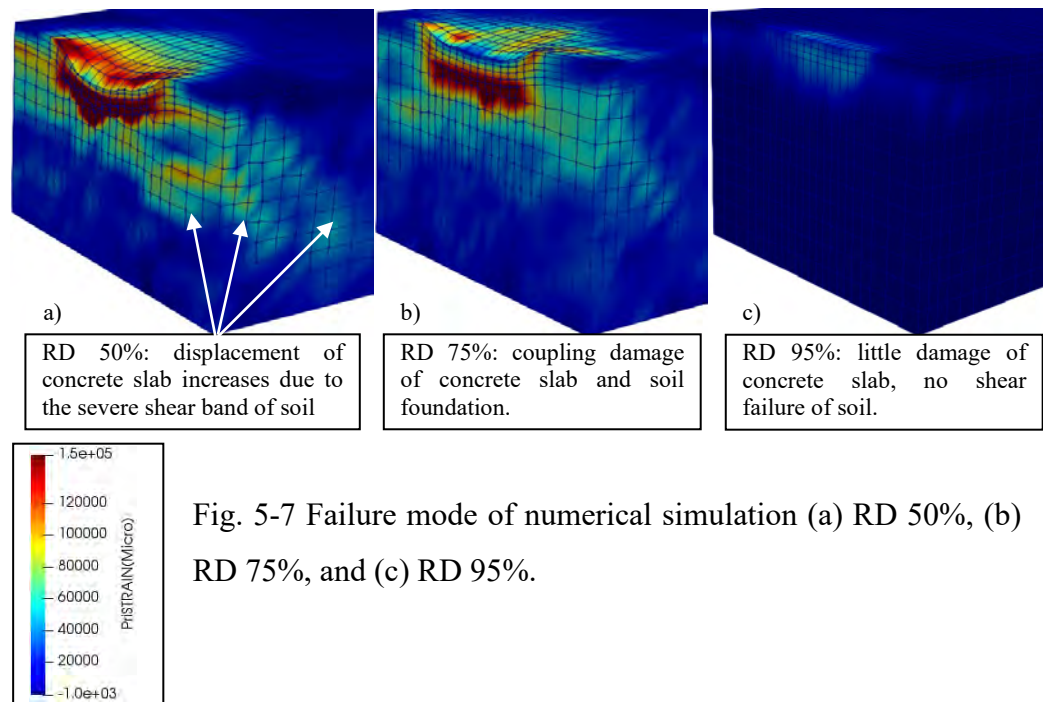 a)
b)
c)
RD 50%: displacement of
concrete slab increases due to
the severe shear band of soil
RD 75%: coupling damage
of concrete slab and soil
foundation.
RD 95%: little damage of
concrete slab, no shear
failure of soil.
1.5e+05
120000
100000
80000
60000
40000
20000
-1.0e+03
PriSTRAIN(Micro)
Fig. 5-7 Failure mode of numerical simulation (a) RD 50%, (b)
RD 75%, and (c) RD 95%.